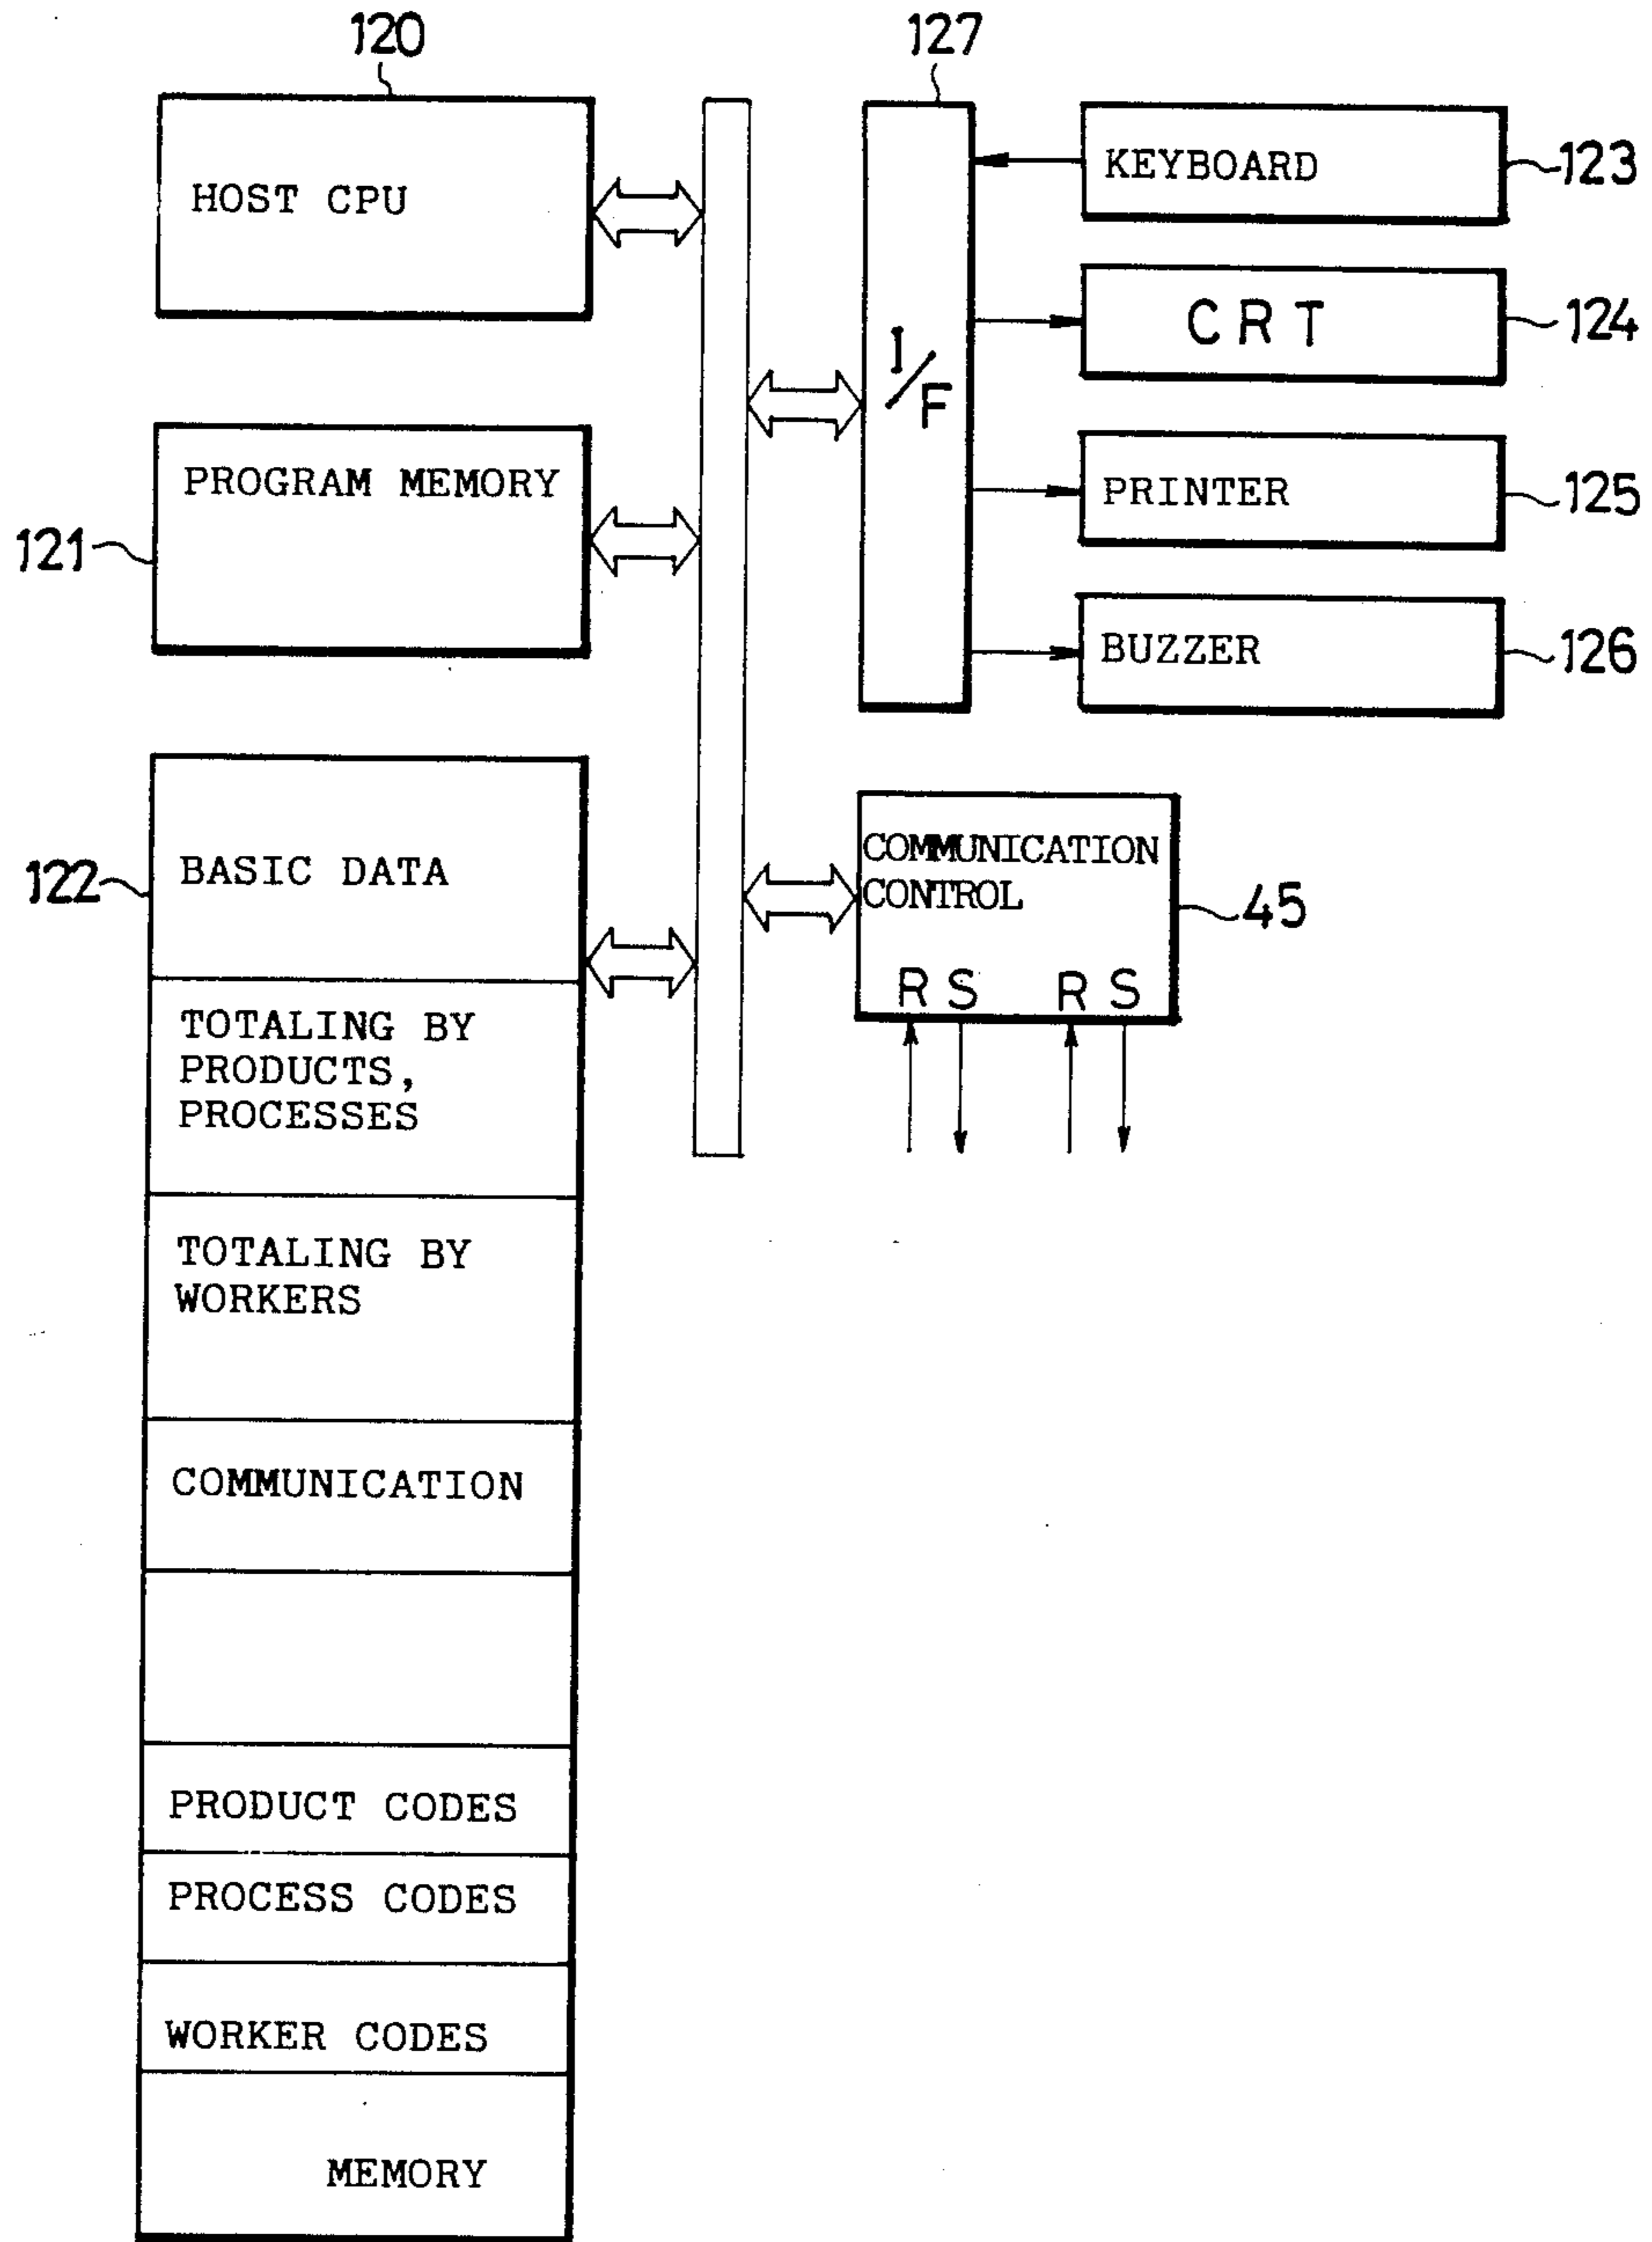 120
127
HOST CPU
KEYBOARD
123
CRT
124
I/F
PROGRAM MEMORY
121
PRINTER
125
BUZZER
126
BASIC DATA
122
COMMUNICATION
CONTROL
45
R S R S
TOTALING BY
PRODUCTS,
PROCESSES
TOTALING BY
WORKERS
COMMUNICATION
PRODUCT CODES
PROCESS CODES
WORKER CODES
MEMORY